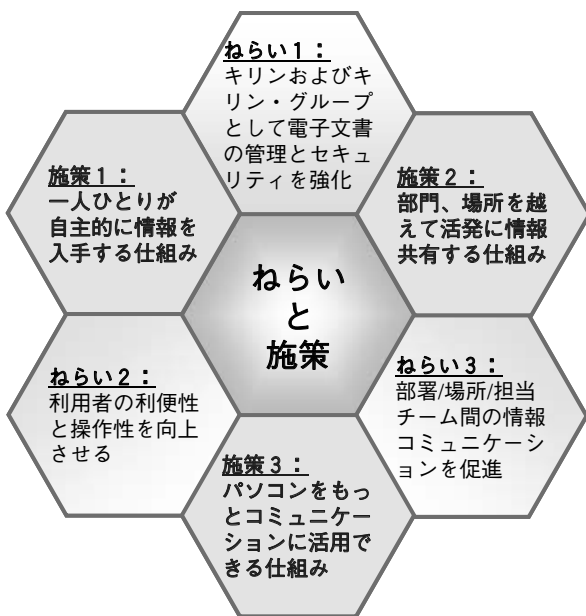 ねらい１：
キリンおよびキ
リン・グループ
として電子文書
の管理とセキュ
リティを強化
施策１：
一人ひとりが
自主的に情報を
入手する仕組み
施策２：
部門、場所を越
えて活発に情報
共有する仕組み
ねらい
と
施策
ねらい２：
利用者の利便性
と操作性を向上
させる
ねらい３：
部署/場所/担当
チーム間の情報
コミュニケーシ
ョンを促進
施策３：
パソコンをもっ
とコミュニケー
ションに活用で
きる仕組み